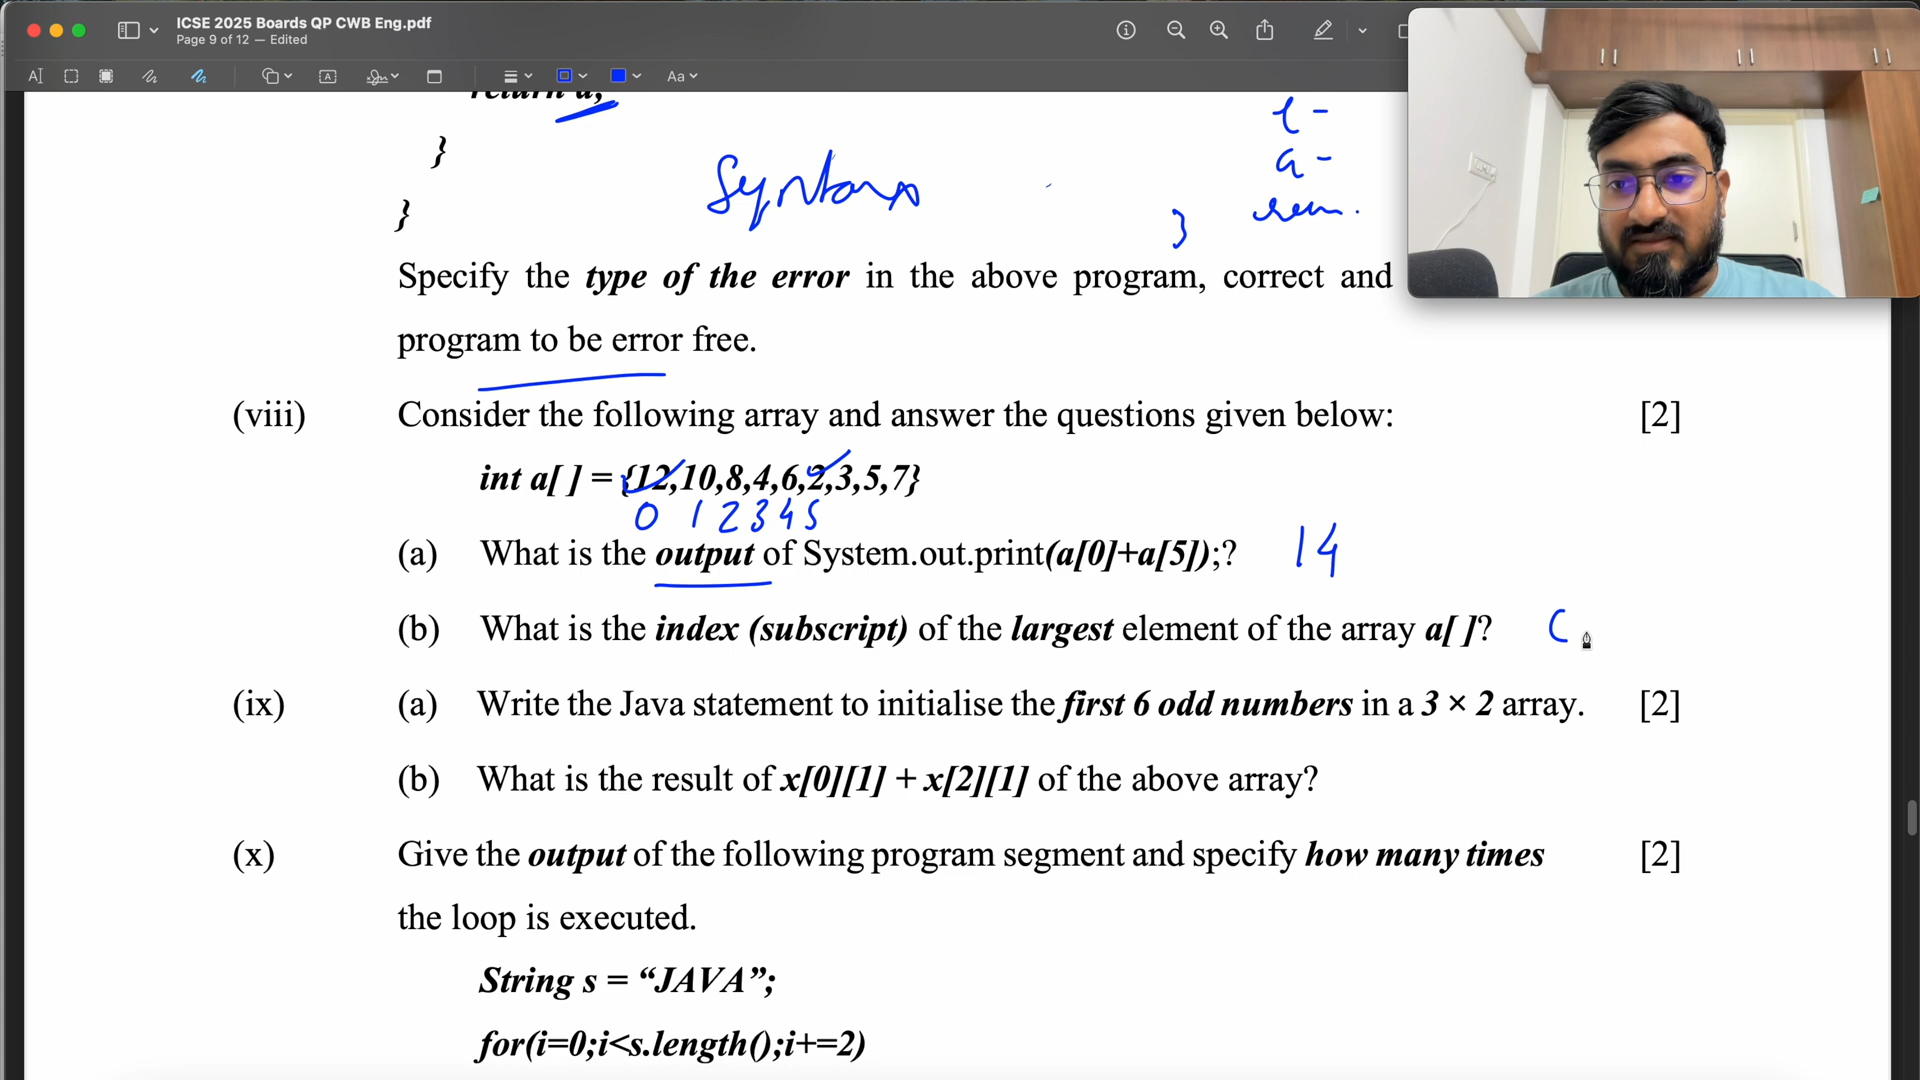 ICSE 2025 Boards QP CWB Eng.pdf
Page 9 of 12 — Edited
Aa
return a;
}
}
Syntax
l -
a -
rem.
}
Specify the type of the error in the above program, correct and
program to be error free.
(viii) Consider the following array and answer the questions given below: [2]
int a[ ] = {12,10,8,4,6,2,3,5,7}
0 1 2 3 4 5
(a) What is the output of System.out.print(a[0]+a[5]);? 14
(b) What is the index (subscript) of the largest element of the array a[ ]?
(ix) (a) Write the Java statement to initialise the first 6 odd numbers in a 3 × 2 array. [2]
(b) What is the result of x[0][1] + x[2][1] of the above array?
(x) Give the output of the following program segment and specify how many times [2]
the loop is executed.
String s = “JAVA”;
for(i=0;i<s.length();i+=2)